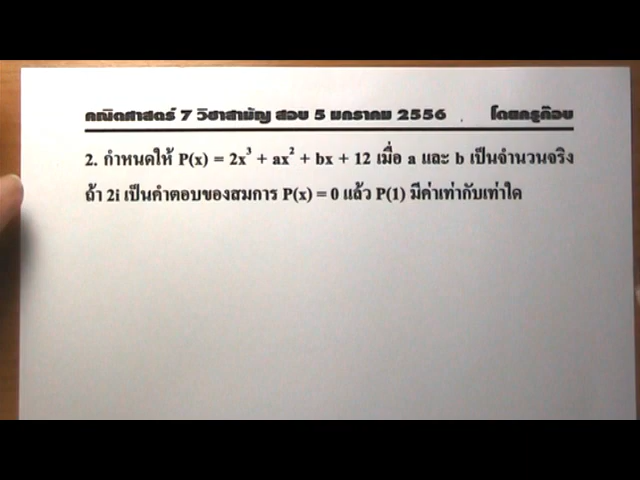 คณิตศาสตร์ 7 วิชาสามัญ สอบ 5 มกราคม 2556 โดยครูก๊อบ
2. กำหนดให้ P(x) = 2x³ + ax² + bx + 12 เมื่อ a และ b เป็นจำนวนจริง
ถ้า 2i เป็นคำตอบของสมการ P(x) = 0 แล้ว P(1) มีค่าเท่ากับเท่าใด